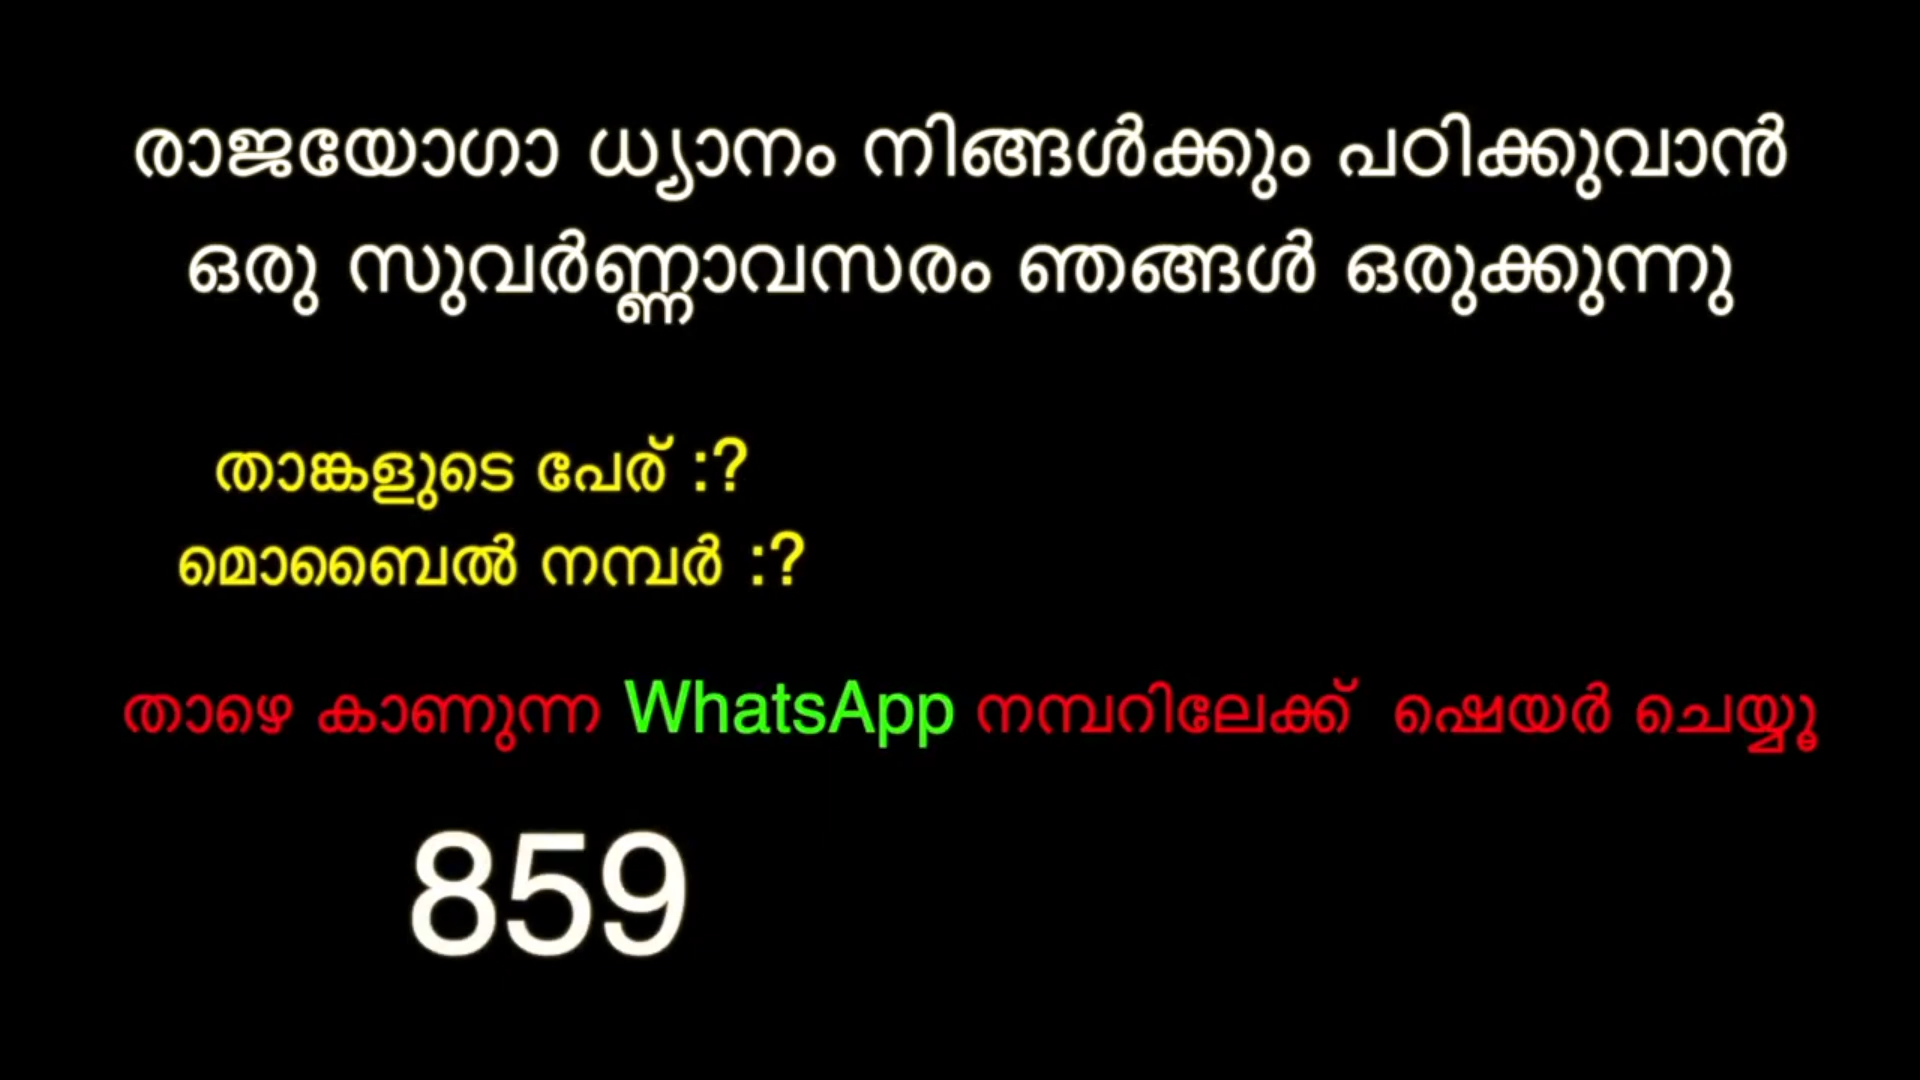 രാജയോഗാ ധ്യാനം നിങ്ങൾക്കും പഠിക്കുവാൻ
ഒരു സുവർണ്ണാവസരം ഞങ്ങൾ ഒരുക്കുന്നു
താങ്കളുടെ പേര് :?
മൊബൈൽ നമ്പർ :?
താഴെ കാണുന്ന WhatsApp നമ്പറിലേക്ക് ഷെയർ ചെയ്യൂ
859